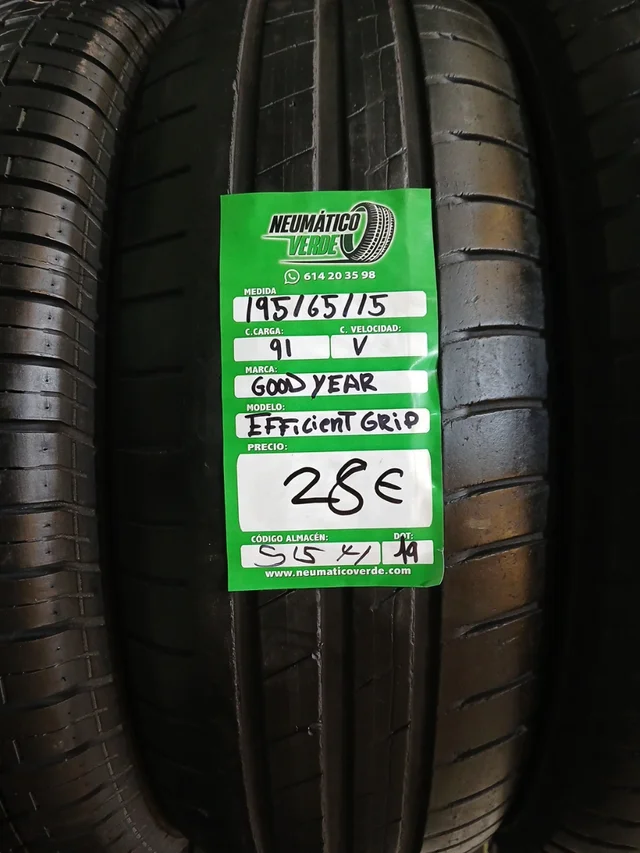 NEUMÁTICO
VERDE
614 20 35 98
MEDIDA
195/65/15
C.CARGA: C. VELOCIDAD:
91 V
MARCA:
GOOD YEAR
MODELO:
EFFicienT GRiP
PRECIO:
28€
CÓDIGO ALMACÉN: DOT:
19
www.neumaticoverde.com